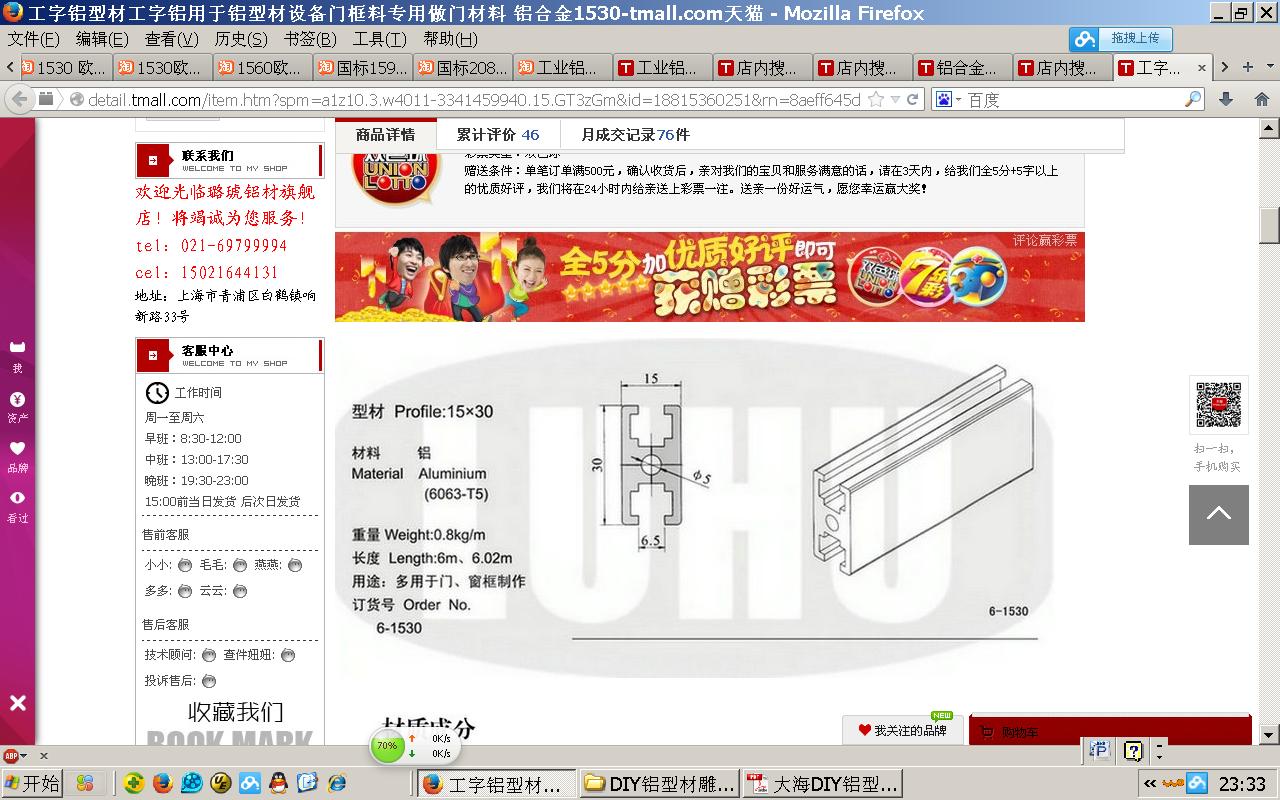 工字铝型材工字铝用于铝型材设备门框料专用做门材料 铝合金1530-tmall.com天猫 - Mozilla Firefox
文件(F) 编辑(E) 查看(V) 历史(S) 书签(B) 工具(T) 帮助(H)
拖拽上传
1530 欧... 1530欧... 1560欧... 国标159... 国标208... 工业铝... 工业铝... 店内搜... 店内搜... 铝合金... 店内搜... 工字...
detail.tmall.com/item.htm?spm=a1z10.3.w4011-3341459940.15.GT3zGm&id=18815360251&rn=8aeff645d
百度
商品详情 累计评价 46 月成交记录76件
联系我们
WELCOME TO MY SHOP
欢迎光临璐琥铝材旗舰
店！将竭诚为您服务！
tel: 021-69799994
cel: 15021644131
地址：上海市青浦区白鹤镇响
新路33号
双色球
UNION
LOTTO
赠送条件：单笔订单满500元，确认收货后，亲对我们的宝贝和服务满意的话，请在3天内，给我们全5分+5字以上
的优质好评，我们将在24小时内给亲送上彩票一注。送亲一份好运气，愿您幸运赢大奖!
评论赢彩票
全5分加优质好评即可
获赠彩票
客服中心
WELCOME TO MY SHOP
工作时间
周一至周六
早班：8:30-12:00
中班：13:00-17:30
晚班：19:30-23:00
15:00前当日发货 后次日发货
售前客服
小小: 毛毛: 燕燕:
多多: 云云:
售后客服
技术顾问: 查件妞妞:
投诉售后:
收藏我们
BOOK MARK
型材 Profile:15×30
材料 铝
Material Aluminium
(6063-T5)
重量 Weight:0.8kg/m
长度 Length:6m、6.02m
用途：多用于门、窗框制作
订货号 Order No.
6-1530
15
30
φ5
6.5
6-1530
LUHU
材质成分
我
资产
品牌
看过
扫一扫，
手机购买
NEW
我关注的品牌
购物车
70%
0K/s
0K/s
ABP
开始
工字铝型材...
DIY铝型材雕...
大海DIY铝型...
23:33